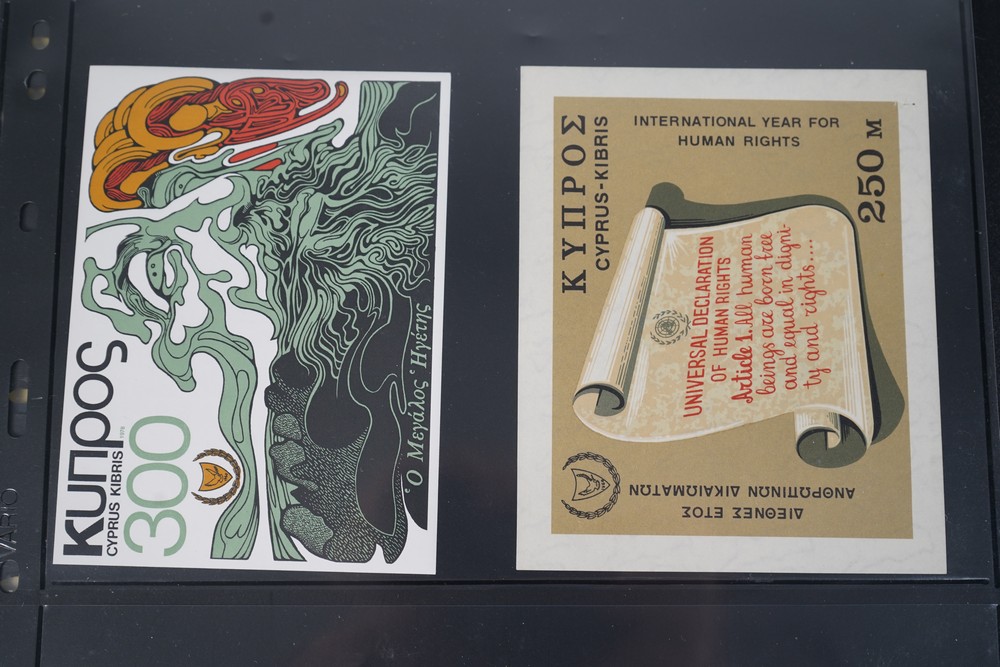 κυπρος
CYPRUS KIBRIS
300
Ὁ Μεγάλος Ἡγέτης
ΚΥΠΡΟΣ
CYPRUS-KIBRIS
INTERNATIONAL YEAR FOR
HUMAN RIGHTS
250 M
UNIVERSAL DECLARATION
OF HUMAN RIGHTS
Article 1. All human
beings are born free
and equal in digni-
ty and rights....
ΔΙΕΘΝΕΣ ΕΤΟΣ
ΑΝΘΡΩΠΙΝΩΝ ΔΙΚΑΙΩΜΑΤΩΝ